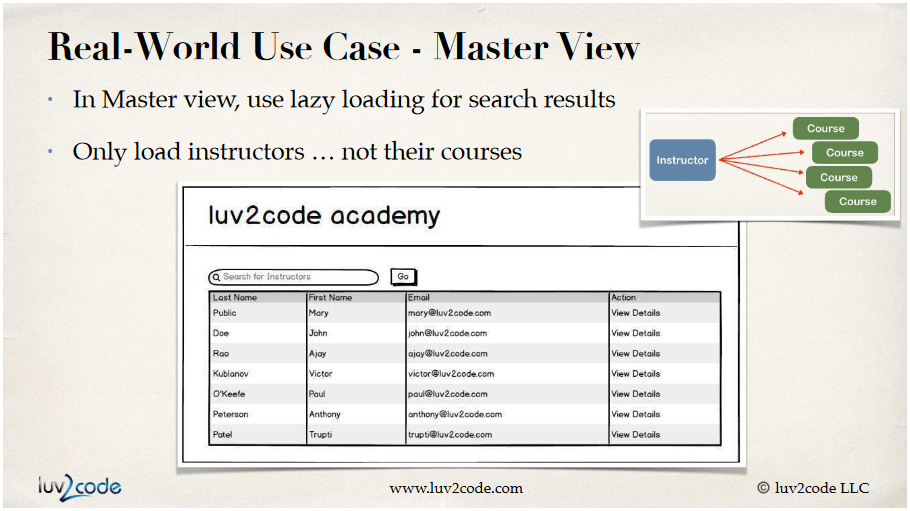 Real-World Use Case - Master View
• In Master view, use lazy loading for search results
• Only load instructors … not their courses
Instructor
Course
Course
Course
Course
luv2code academy
Search for Instructors Go
Last Name First Name Email Action
Public Mary mary@luv2code.com View Details
Doe John john@luv2code.com View Details
Rao Ajay ajay@luv2code.com View Details
Kublanov Victor victor@luv2code.com View Details
O'Keefe Paul paul@luv2code.com View Details
Peterson Anthony anthony@luv2code.com View Details
Patel Trupti trupti@luv2code.com View Details
luv2code www.luv2code.com © luv2code LLC